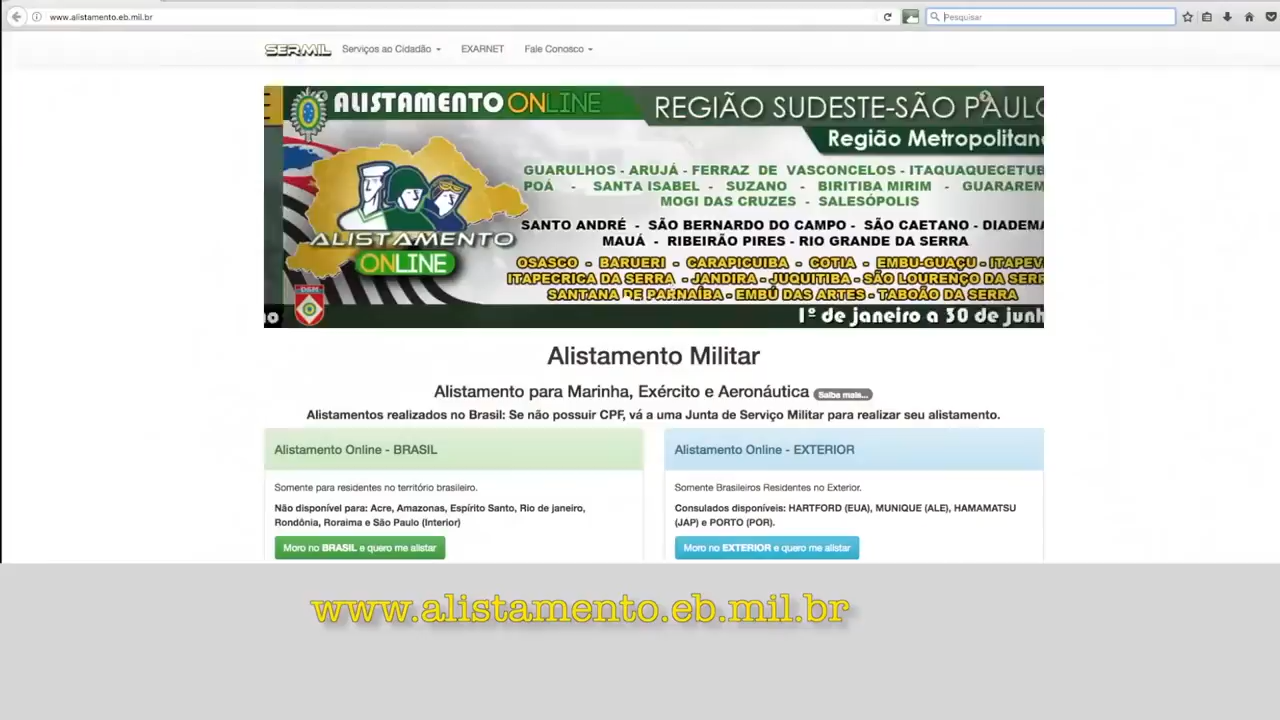 www.alistamento.eb.mil.br
Pesquisar
SERMIL Serviços ao Cidadão EXARNET Fale Conosco
ALISTAMENTO ONLINE
REGIÃO SUDESTE-SÃO PAULO
Região Metropolitan
GUARULHOS - ARUJÁ - FERRAZ DE VASCONCELOS - ITAQUAQUECETUB
POÁ - SANTA ISABEL - SUZANO - BIRITIBA MIRIM - GUARAREM
MOGI DAS CRUZES - SALESÓPOLIS
SANTO ANDRÉ - SÃO BERNARDO DO CAMPO - SÃO CAETANO - DIADEMA
MAUÁ - RIBEIRÃO PIRES - RIO GRANDE DA SERRA
OSASCO - BARUERI - CARAPICUIBA - COTIA - EMBU-GUAÇU - ITAPEV
ITAPECRICA DA SERRA - JANDIRA - JUQUITIBA - SÃO LOURENÇO DA SERR
SANTANA DE PARNAÍBA - EMBÚ DAS ARTES - TABOÃO DA SERRA
ALISTAMENTO
ONLINE
DSM
ho
1º de janeiro a 30 de junh
Alistamento Militar
Alistamento para Marinha, Exército e Aeronáutica Saiba mais...
Alistamentos realizados no Brasil: Se não possuir CPF, vá a uma Junta de Serviço Militar para realizar seu alistamento.
Alistamento Online - BRASIL
Somente para residentes no território brasileiro.
Não disponível para: Acre, Amazonas, Espírito Santo, Rio de janeiro,
Rondônia, Roraima e São Paulo (Interior)
Moro no BRASIL e quero me alistar
Alistamento Online - EXTERIOR
Somente Brasileiros Residentes no Exterior.
Consulados disponíveis: HARTFORD (EUA), MUNIQUE (ALE), HAMAMATSU
(JAP) e PORTO (POR).
Moro no EXTERIOR e quero me alistar
www.alistamento.eb.mil.br